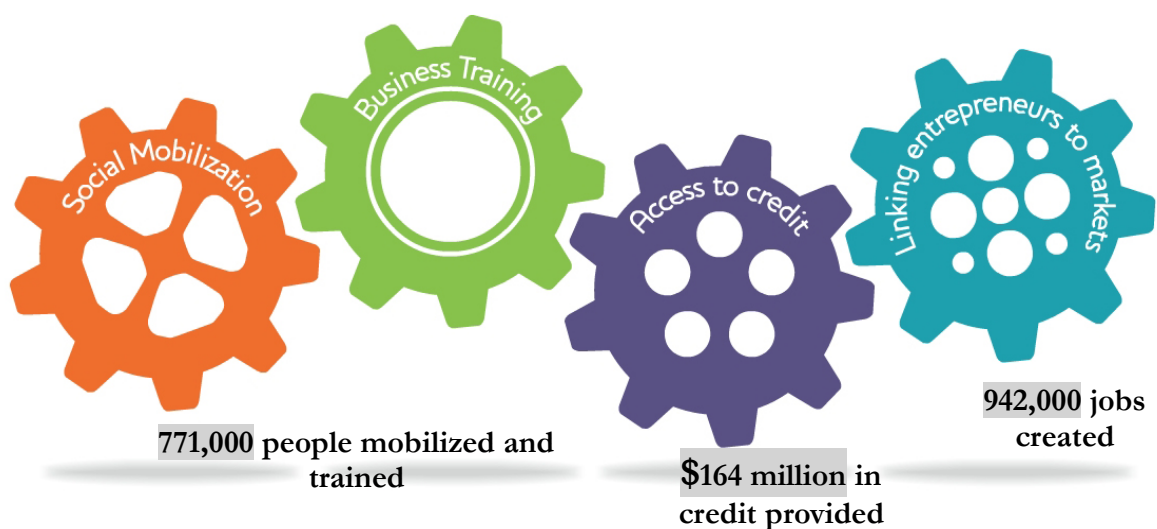 Social Mobilization
Business Training
Access to credit
Linking entrepreneurs to markets
771,000 people mobilized and
trained
$164 million in
credit provided
942,000 jobs
created